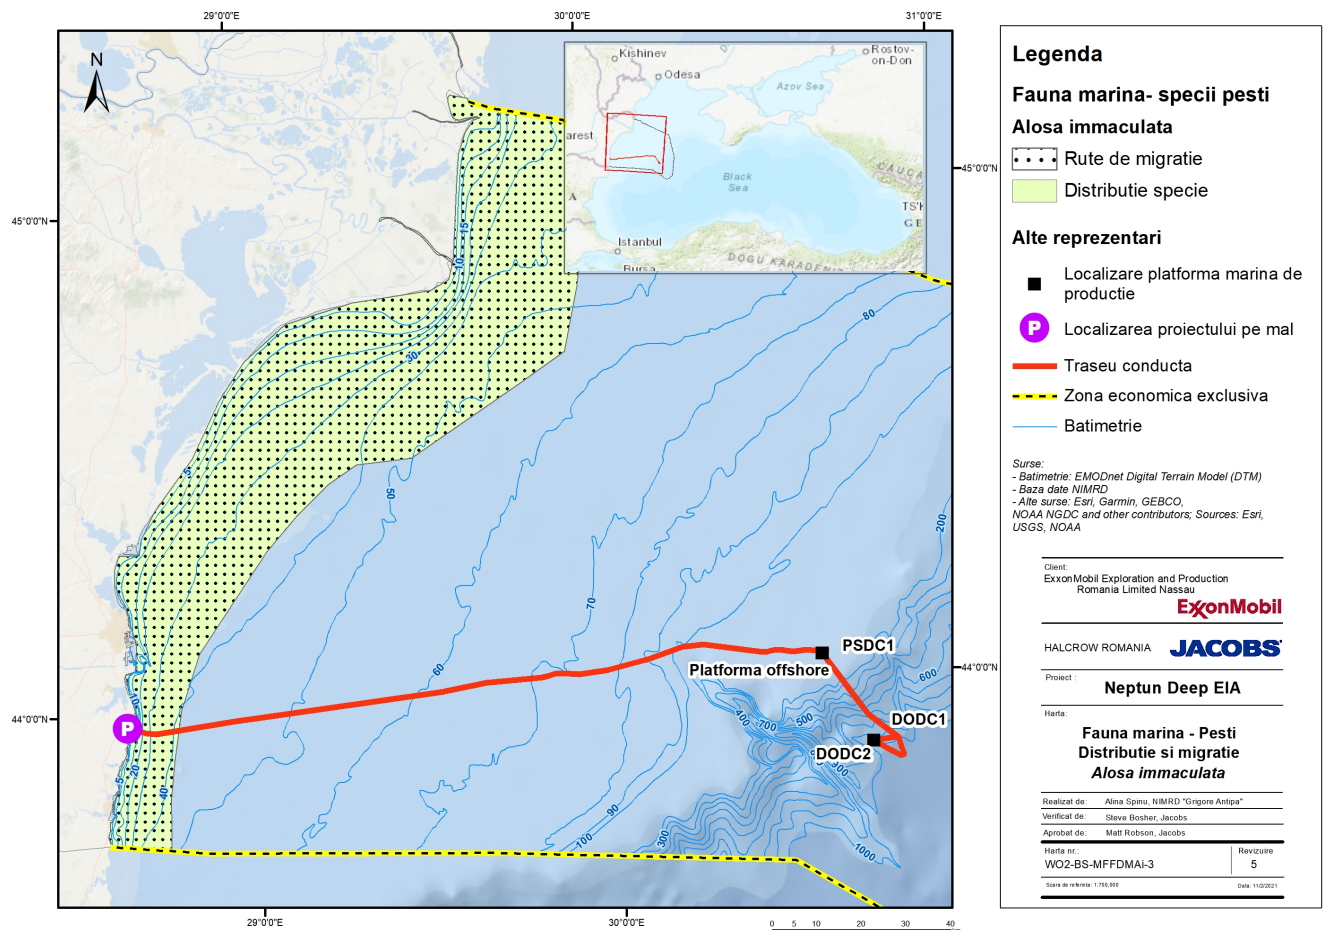 29°0'0"E
30°0'0"E
31°0'0"E
N
45°0'0"N
45°0'0"N
44°0'0"N
44°0'0"N
29°0'0"E
30°0'0"E
0 5 10 20 30 40
Kishinev
Odesa
Rostov-
on-Don
Azov Sea
arest
Black
Sea
CAUCA
TS'K
GE
A
Istanbul
Bursa
DOGU KARADENIZ
15
10
30
5
50
80
70
60
200
600
10
20
5
40
90
100
300
400
700
500
900
1000
P
PSDC1
Platforma offshore
DODC1
DODC2
Legenda
Fauna marina- specii pesti
Alosa immaculata
Rute de migratie
Distributie specie
Alte reprezentari
Localizare platforma marina de
productie
P
Localizarea proiectului pe mal
Traseu conducta
Zona economica exclusiva
Batimetrie
Surse:
- Batimetrie: EMODnet Digital Terrain Model (DTM)
- Baza date NIMRD
- Alte surse: Esri, Garmin, GEBCO,
NOAA NGDC and other contributors; Sources: Esri,
USGS, NOAA
Client:
ExxonMobil Exploration and Production
Romania Limited Nassau
ExxonMobil
HALCROW ROMANIA
JACOBS
Proiect :
Neptun Deep EIA
Harta:
Fauna marina - Pesti
Distributie si migratie
Alosa immaculata
Realizat de: Alina Spinu, NIMRD "Grigore Antipa"
Verificat de: Steve Bosher, Jacobs
Aprobat de: Matt Robson, Jacobs
Harta nr.: Revizuire
WO2-BS-MFFDMAi-3 5
Scara de referinta: 1:700,000 Data: 11/2/2021